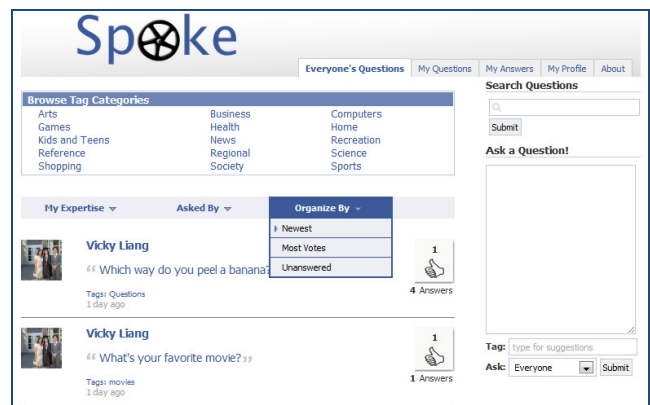 Spoke
Everyone's Questions My Questions My Answers My Profile About
Browse Tag Categories
Arts Business Computers
Games Health Home
Kids and Teens News Recreation
Reference Regional Science
Shopping Society Sports
My Expertise Asked By Organize By
Newest
Most Votes
Unanswered
Vicky Liang
“ Which way do you peel a banana?
Tags: Questions
1 day ago
1
4 Answers
Vicky Liang
“ What's your favorite movie? ”
Tags: movies
1 day ago
1
1 Answers
Search Questions
Submit
Ask a Question!
Tag: type for suggestions
Ask: Everyone Submit